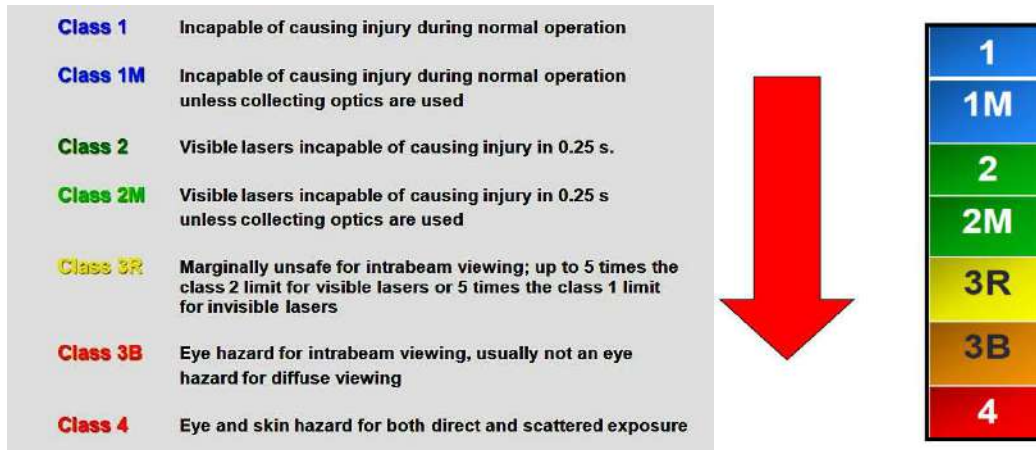 Class 1 Incapable of causing injury during normal operation
Class 1M Incapable of causing injury during normal operation
unless collecting optics are used
Class 2 Visible lasers incapable of causing injury in 0.25 s.
Class 2M Visible lasers incapable of causing injury in 0.25 s
unless collecting optics are used
Class 3R Marginally unsafe for intrabeam viewing; up to 5 times the
class 2 limit for visible lasers or 5 times the class 1 limit
for invisible lasers
Class 3B Eye hazard for intrabeam viewing, usually not an eye
hazard for diffuse viewing
Class 4 Eye and skin hazard for both direct and scattered exposure
1
1M
2
2M
3R
3B
4